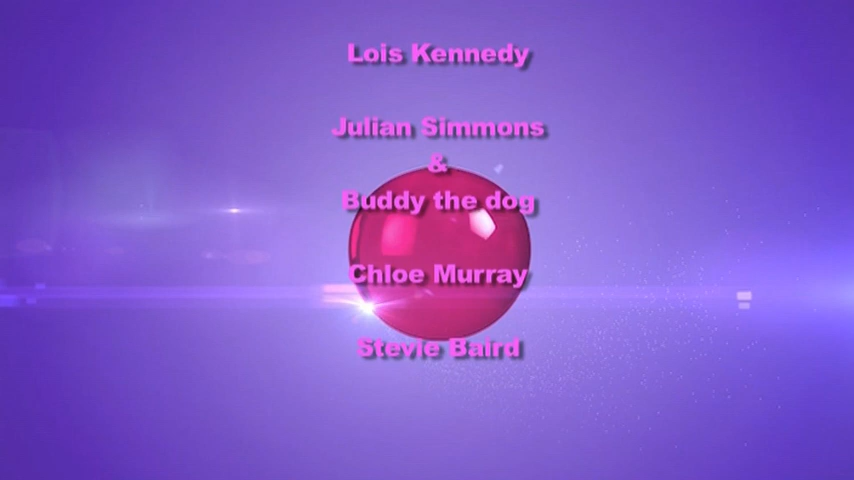 Lois Kennedy
Julian Simmons
&
Buddy the dog
Chloe Murray
Stevie Baird